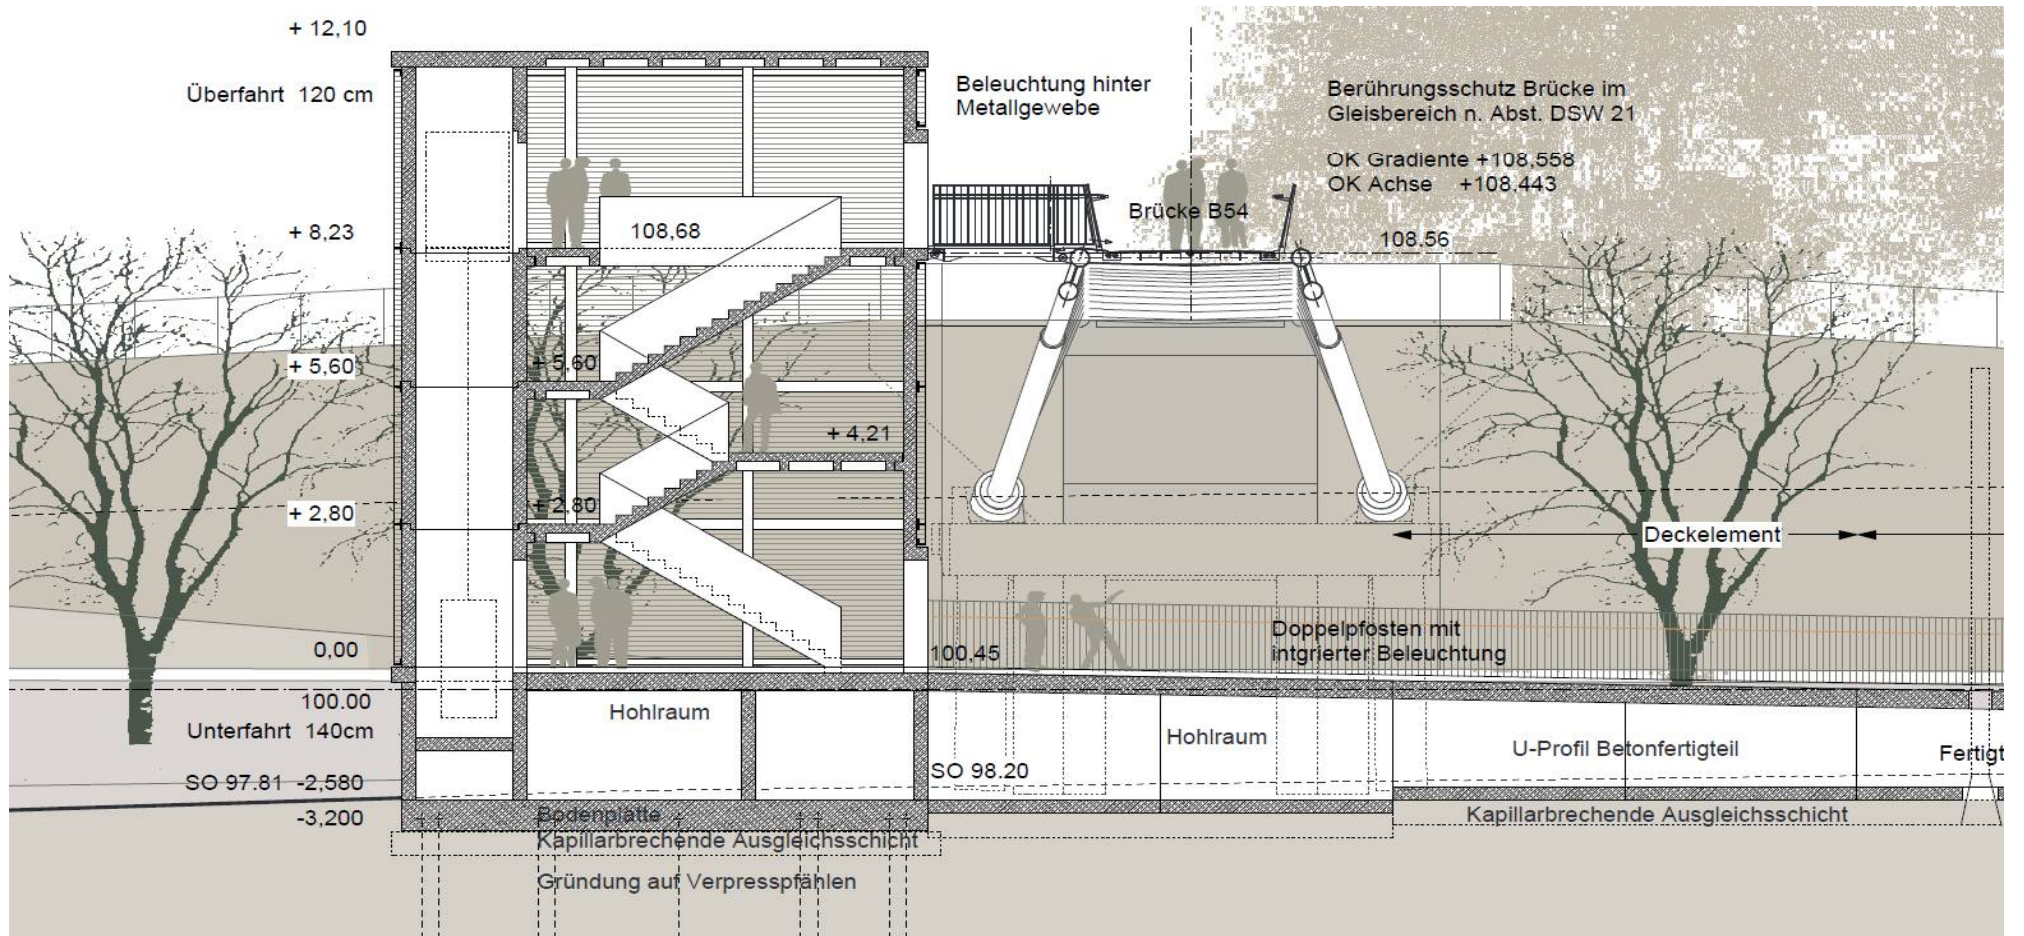 + 12,10
Überfahrt 120 cm
Beleuchtung hinter
Metallgewebe
Berührungsschutz Brücke im
Gleisbereich n. Abst. DSW 21
OK Gradiente +108,558
OK Achse +108,443
+ 8,23
108,68
Brücke B54
108.56
+ 5,60
+ 5,60
+ 4,21
+ 2,80
+ 2,80
Deckelement
0,00
100,45
Doppelpfosten mit
intgrierter Beleuchtung
100.00
Unterfahrt 140cm
Hohlraum
Hohlraum
U-Profil Betonfertigteil
Fertigt
SO 97.81 -2,580
SO 98.20
-3,200
Bodenplatte
Kapillarbrechende Ausgleichsschicht
Kapillarbrechende Ausgleichsschicht
Gründung auf Verpresspfählen